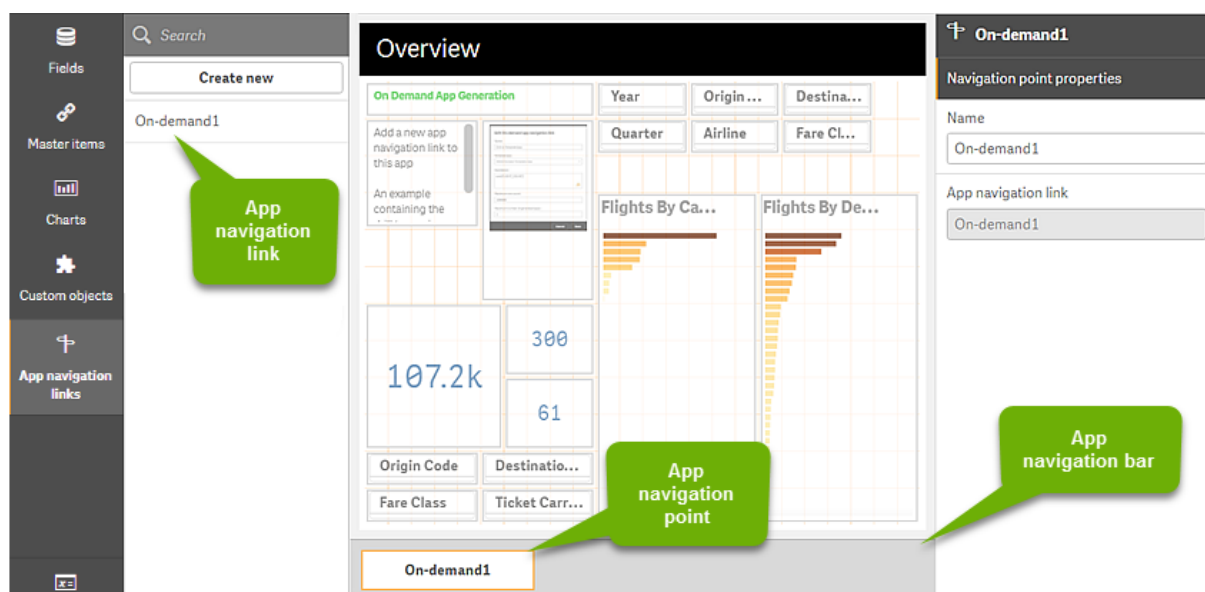 Fields
Master items
Charts
Custom objects
App navigation
links
Search
Create new
On-demand1
App
navigation
link
Overview
On Demand App Generation
Add a new app
navigation link to
this app
An example
containing the
Year
Origin ...
Destina...
Quarter
Airline
Fare Cl...
Flights By Ca...
Flights By De...
107.2k
300
61
Origin Code
Destinatio...
Fare Class
Ticket Carr...
App
navigation
point
On-demand1
App
navigation bar
On-demand1
Navigation point properties
Name
On-demand1
App navigation link
On-demand1